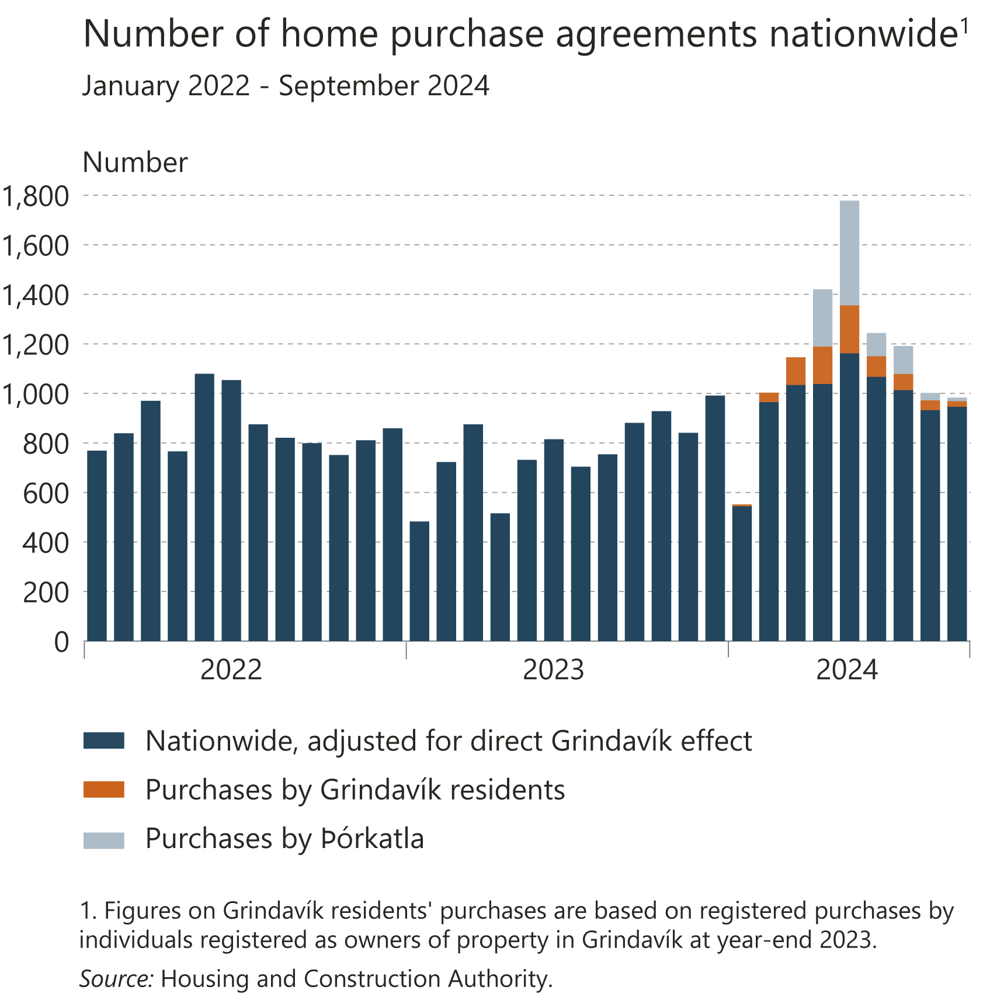 Number of home purchase agreements nationwide¹
January 2022 - September 2024
Number
1,800
1,600
1,400
1,200
1,000
800
600
400
200
0
2022 2023 2024
Nationwide, adjusted for direct Grindavík effect
Purchases by Grindavík residents
Purchases by Þórkatla
1. Figures on Grindavík residents' purchases are based on registered purchases by
individuals registered as owners of property in Grindavík at year-end 2023.
Source: Housing and Construction Authority.